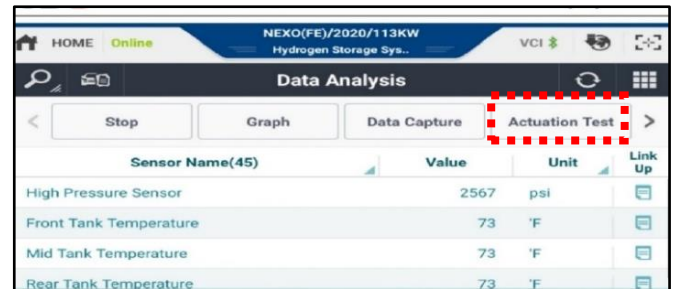 NEXO(FE)/2020/113KW
HOME Online Hydrogen Storage Sys.. VCI
Data Analysis
< Stop Graph Data Capture Actuation Test >
Sensor Name(45) Value Unit Link Up
High Pressure Sensor 2567 psi
Front Tank Temperature 73 'F
Mid Tank Temperature 73 'F
Rear Tank Temperature 73 'F